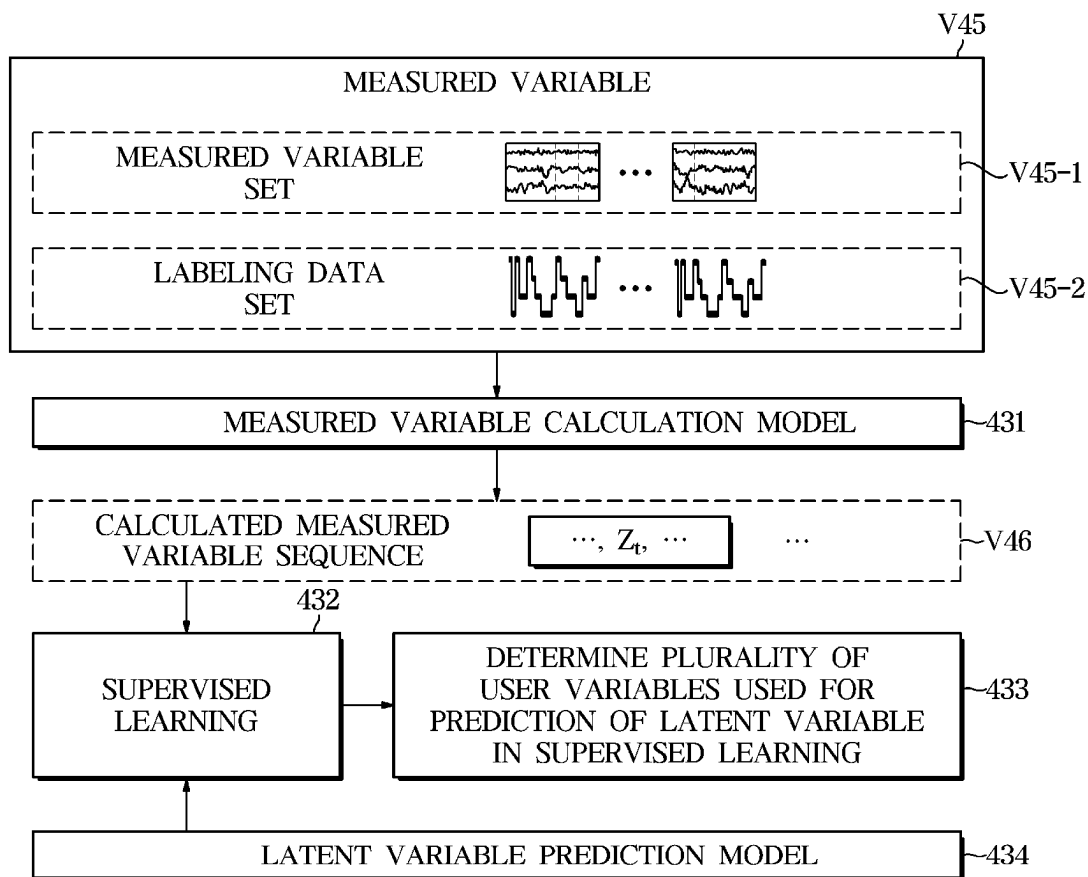 V45
MEASURED VARIABLE
MEASURED VARIABLE
SET
...
V45-1
LABELING DATA
SET
...
V45-2
MEASURED VARIABLE CALCULATION MODEL
431
CALCULATED MEASURED
VARIABLE SEQUENCE
..., Zt, ...
...
V46
432
SUPERVISED
LEARNING
DETERMINE PLURALITY OF
USER VARIABLES USED FOR
PREDICTION OF LATENT VARIABLE
IN SUPERVISED LEARNING
433
LATENT VARIABLE PREDICTION MODEL
434